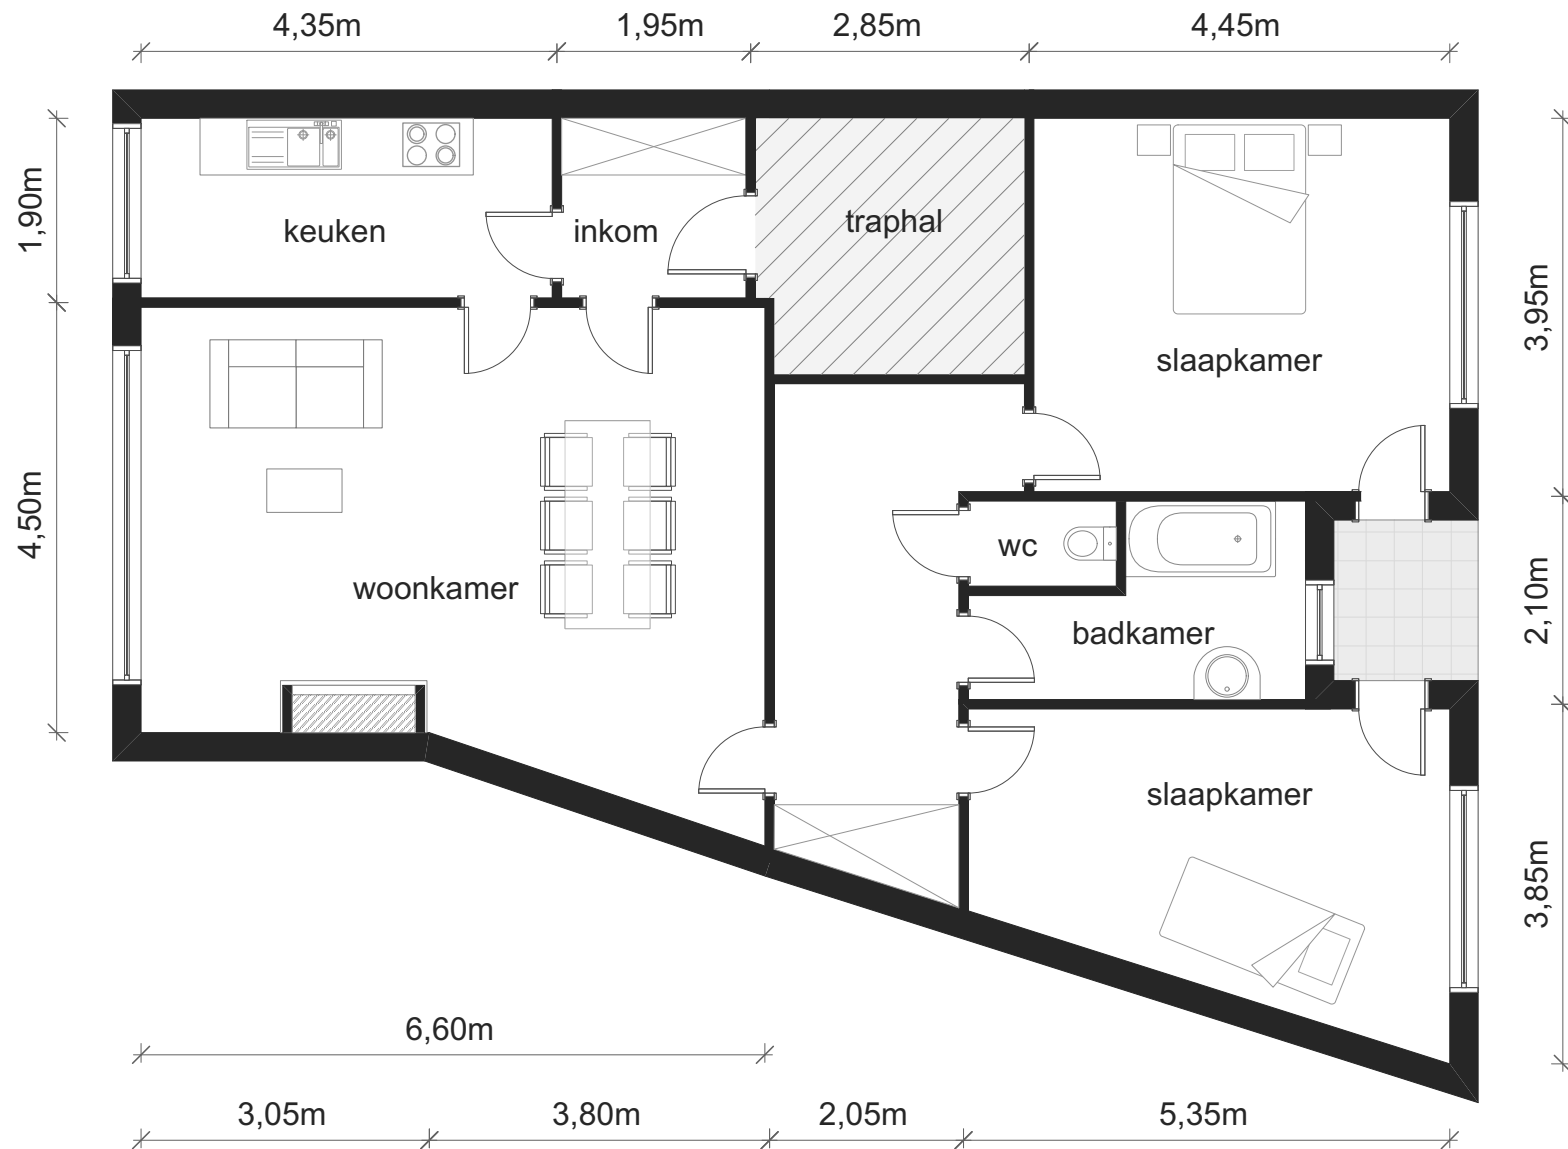 4,35m 1,95m 2,85m 4,45m
1,90m
keuken inkom traphal
3,95m
slaapkamer
4,50m
wc
woonkamer
2,10m
badkamer
slaapkamer
3,85m
6,60m
3,05m 3,80m 2,05m 5,35m